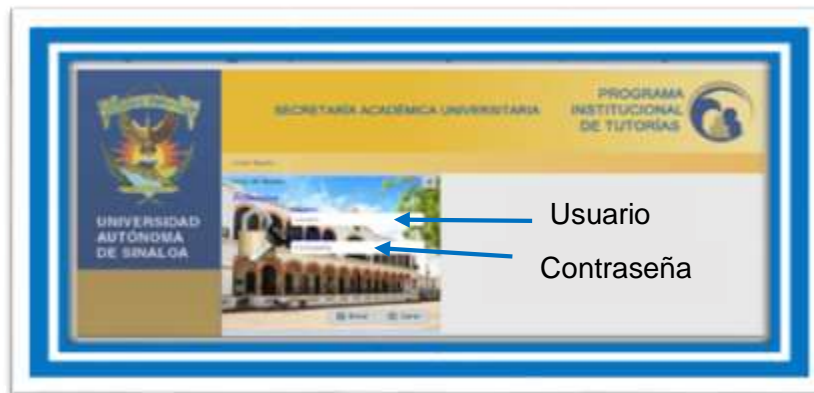 SECRETARÍA ACADÉMICA UNIVERSITARIA
PROGRAMA
INSTITUCIONAL
DE TUTORÍAS
UNIVERSIDAD
AUTÓNOMA
DE SINALOA
Usuario
Contraseña